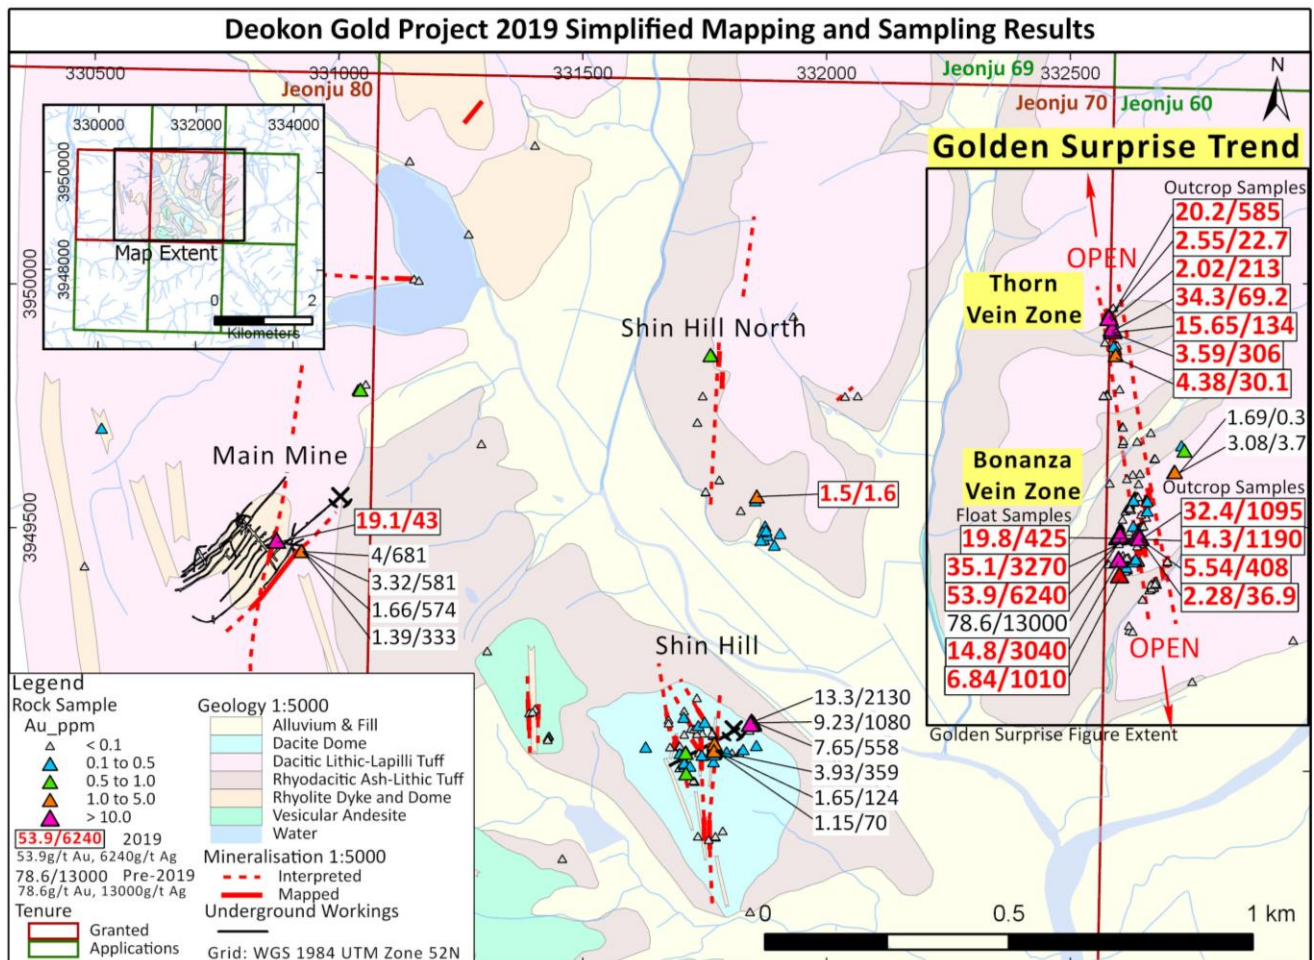 Deokon Gold Project 2019 Simplified Mapping and Sampling Results
330500
331000
331500
332000
332500
Jeonju 80
Jeonju 69
Jeonju 70
Jeonju 60
N
3950000
3949500
330000
332000
334000
3950000
3948000
Map Extent
0
2
Kilometers
Golden Surprise Trend
Outcrop Samples
20.2/585
2.55/22.7
2.02/213
34.3/69.2
15.65/134
3.59/306
4.38/30.1
OPEN
Thorn
Vein Zone
1.69/0.3
3.08/3.7
Bonanza
Vein Zone
Float Samples
19.8/425
35.1/3270
53.9/6240
78.6/13000
14.8/3040
6.84/1010
Outcrop Samples
32.4/1095
14.3/1190
5.54/408
2.28/36.9
OPEN
Golden Surprise Figure Extent
Shin Hill North
1.5/1.6
Main Mine
19.1/43
4/681
3.32/581
1.66/574
1.39/333
Shin Hill
13.3/2130
9.23/1080
7.65/558
3.93/359
1.65/124
1.15/70
Legend
Rock Sample
Au_ppm
< 0.1
0.1 to 0.5
0.5 to 1.0
1.0 to 5.0
> 10.0
53.9/6240 2019
53.9g/t Au, 6240g/t Ag
78.6/13000 Pre-2019
78.6g/t Au, 13000g/t Ag
Tenure
Granted
Applications
Geology 1:5000
Alluvium & Fill
Dacite Dome
Dacitic Lithic-Lapilli Tuff
Rhyodacitic Ash-Lithic Tuff
Rhyolite Dyke and Dome
Vesicular Andesite
Water
Mineralisation 1:5000
Interpreted
Mapped
Underground Workings
Grid: WGS 1984 UTM Zone 52N
0
0.5
1 km